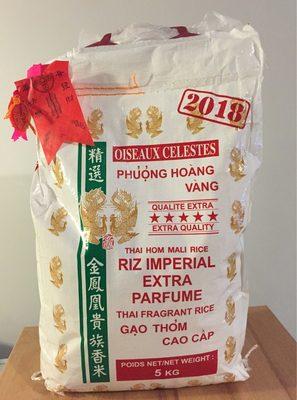 2018
精選
金鳳凰貴族香米
OISEAUX CELESTES
PHƯỢNG HOÀNG
VÀNG
QUALITE EXTRA
EXTRA QUALITY
THAI HOM MALI RICE
RIZ IMPERIAL
EXTRA
PARFUME
THAI FRAGRANT RICE
GẠO THƠM
CAO CẤP
POIDS NET/NET WEIGHT :
5 KG